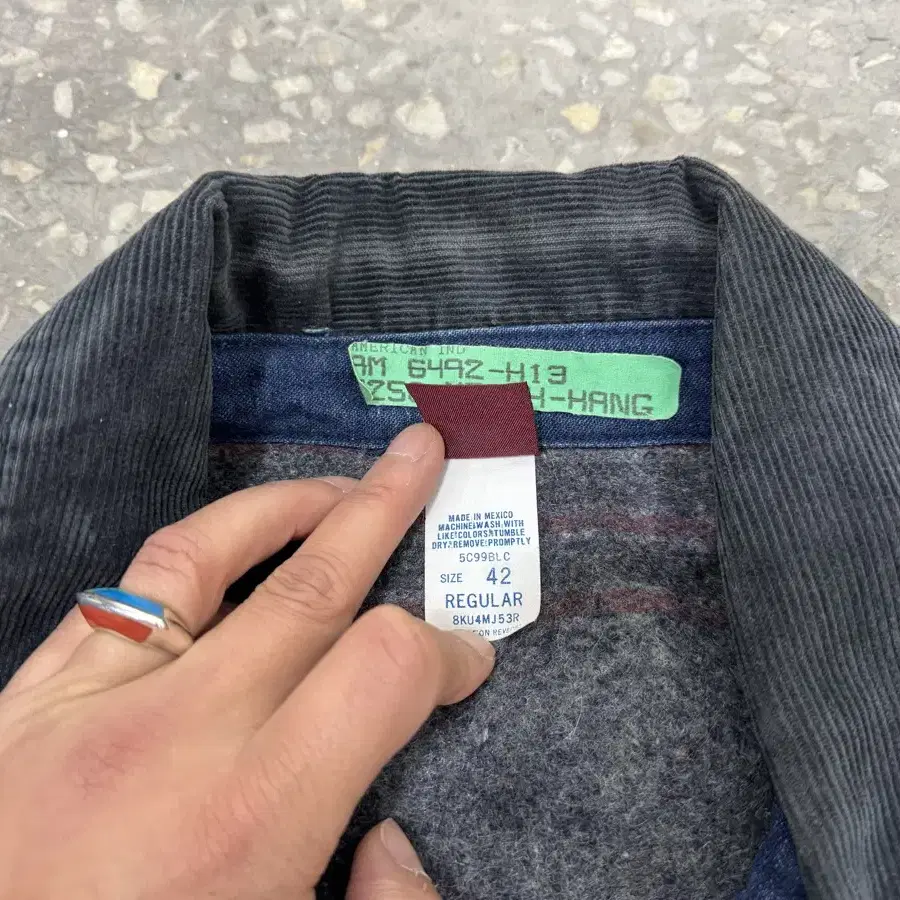 AMERICAN IND
AM 6492-H13
H-HANG
MADE IN MEXICO
MACHINE WASH WITH
LIKE COLORS TUMBLE
DRY REMOVE PROMPTLY
5C99BLC
SIZE 42
REGULAR
8KU4MJ53R